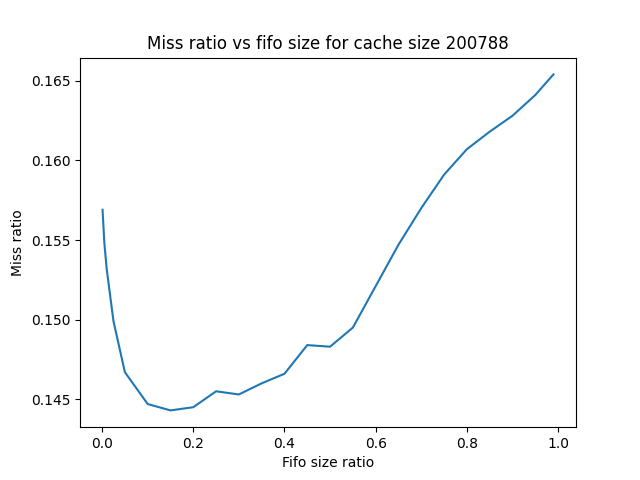 Miss ratio vs fifo size for cache size 200788
0.165
0.160
0.155
0.150
0.145
Miss ratio
0.0 0.2 0.4 0.6 0.8 1.0
Fifo size ratio